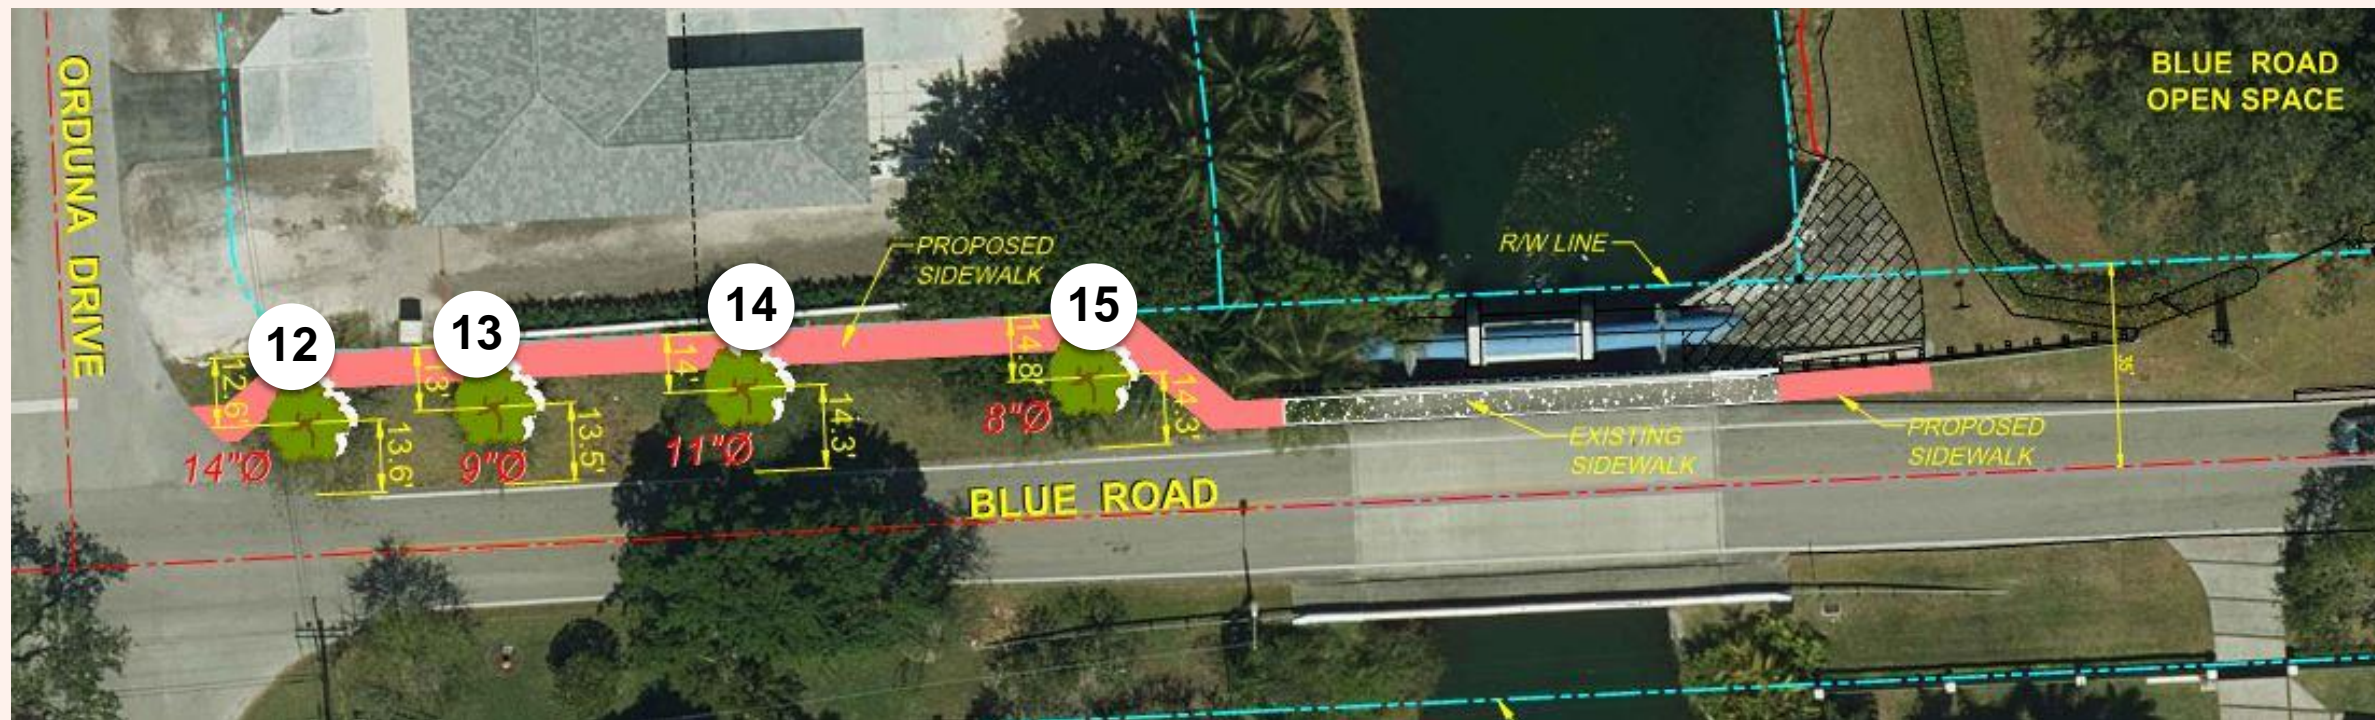 ORDUNA DRIVE
BLUE ROAD
OPEN SPACE
PROPOSED
SIDEWALK
R/W LINE
12
13
14
15
12.6'
13'
14'
14.8'
13.6'
13.5'
14.3'
14.3'
14"Ø
9"Ø
11"Ø
8"Ø
35'
EXISTING
SIDEWALK
PROPOSED
SIDEWALK
BLUE ROAD